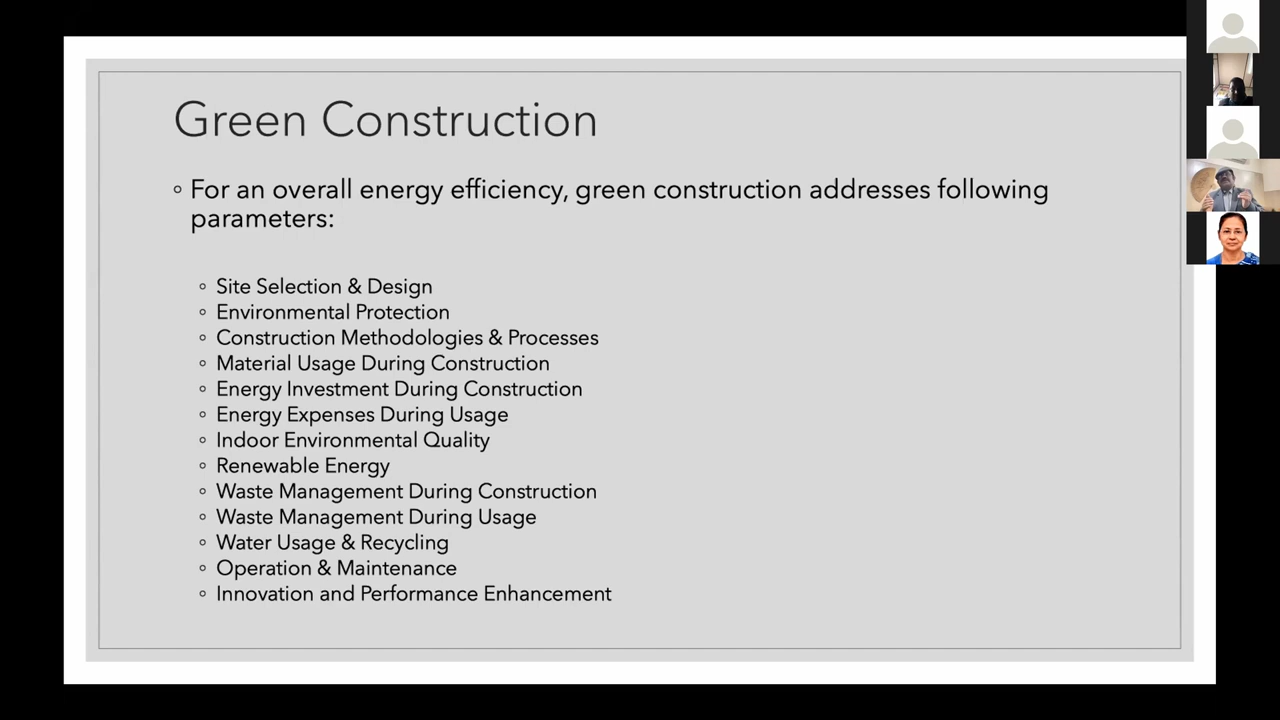 Green Construction
◦ For an overall energy efficiency, green construction addresses following
parameters:
◦ Site Selection & Design
◦ Environmental Protection
◦ Construction Methodologies & Processes
◦ Material Usage During Construction
◦ Energy Investment During Construction
◦ Energy Expenses During Usage
◦ Indoor Environmental Quality
◦ Renewable Energy
◦ Waste Management During Construction
◦ Waste Management During Usage
◦ Water Usage & Recycling
◦ Operation & Maintenance
◦ Innovation and Performance Enhancement